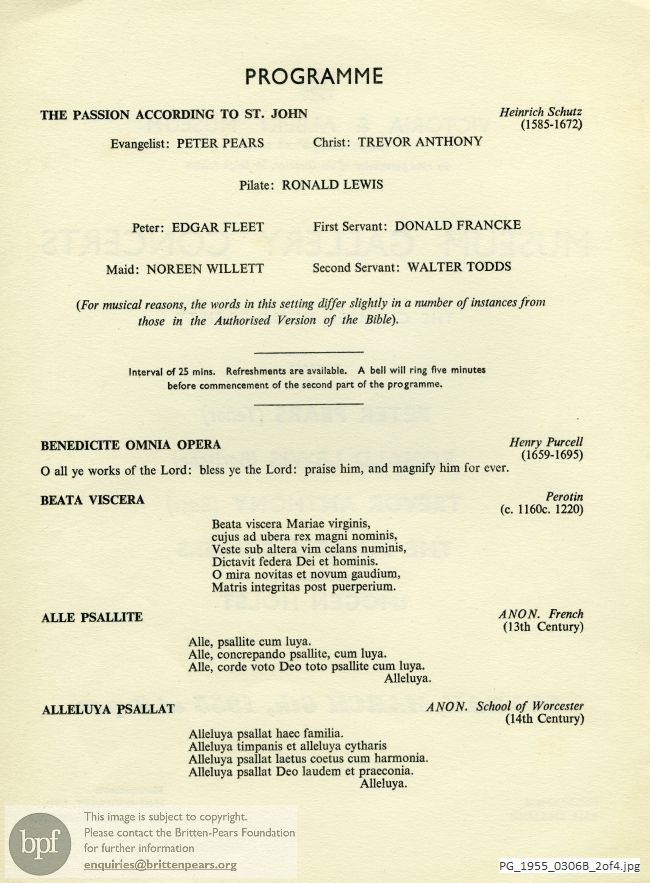 PROGRAMME
THE PASSION ACCORDING TO ST. JOHN Heinrich Schutz
(1585-1672)
Evangelist: PETER PEARS Christ: TREVOR ANTHONY
Pilate: RONALD LEWIS
Peter: EDGAR FLEET First Servant: DONALD FRANCKE
Maid: NOREEN WILLETT Second Servant: WALTER TODDS
(For musical reasons, the words in this setting differ slightly in a number of instances from
those in the Authorised Version of the Bible).
Interval of 25 mins. Refreshments are available. A bell will ring five minutes
before commencement of the second part of the programme.
BENEDICITE OMNIA OPERA Henry Purcell
(1659-1695)
O all ye works of the Lord: bless ye the Lord: praise him, and magnify him for ever.
BEATA VISCERA Perotin
(c. 1160c. 1220)
Beata viscera Mariae virginis,
cujus ad ubera rex magni nominis,
Veste sub altera vim celans numinis,
Dictavit federa Dei et hominis.
O mira novitas et novum gaudium,
Matris integritas post puerperium.
ALLE PSALLITE ANON. French
(13th Century)
Alle, psallite cum luya.
Alle, concrepando psallite, cum luya.
Alle, corde voto Deo toto psallite cum luya.
Alleluya.
ALLELUYA PSALLAT ANON. School of Worcester
(14th Century)
Alleluya psallat haec familia.
Alleluya timpanis et alleluya cytharis
Alleluya psallat laetus coetus cum harmonia.
Alleluya psallat Deo laudem et praeconia.
Alleluya.
bpf
This image is subject to copyright.
Please contact the Britten-Pears Foundation
for further information
enquiries@brittenpears.org
PG_1955_0306B_2of4.jpg